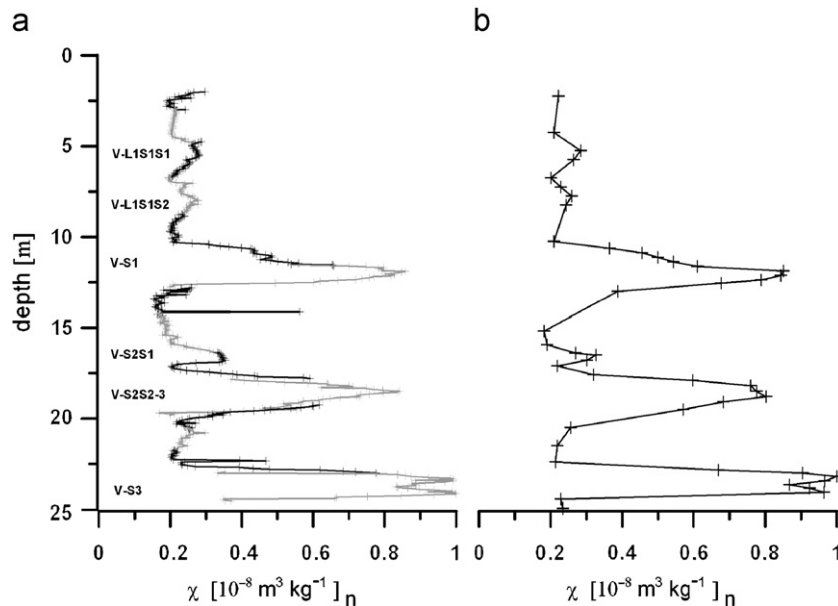 a
b
0
5
10
15
20
25
depth [m]
V-L1S1S1
V-L1S1S2
V-S1
V-S2S1
V-S2S2-3
V-S3
0 0.2 0.4 0.6 0.8 1
χ [10⁻⁸ m³ kg⁻¹]ₙ
0 0.2 0.4 0.6 0.8 1
χ [10⁻⁸ m³ kg⁻¹]ₙ